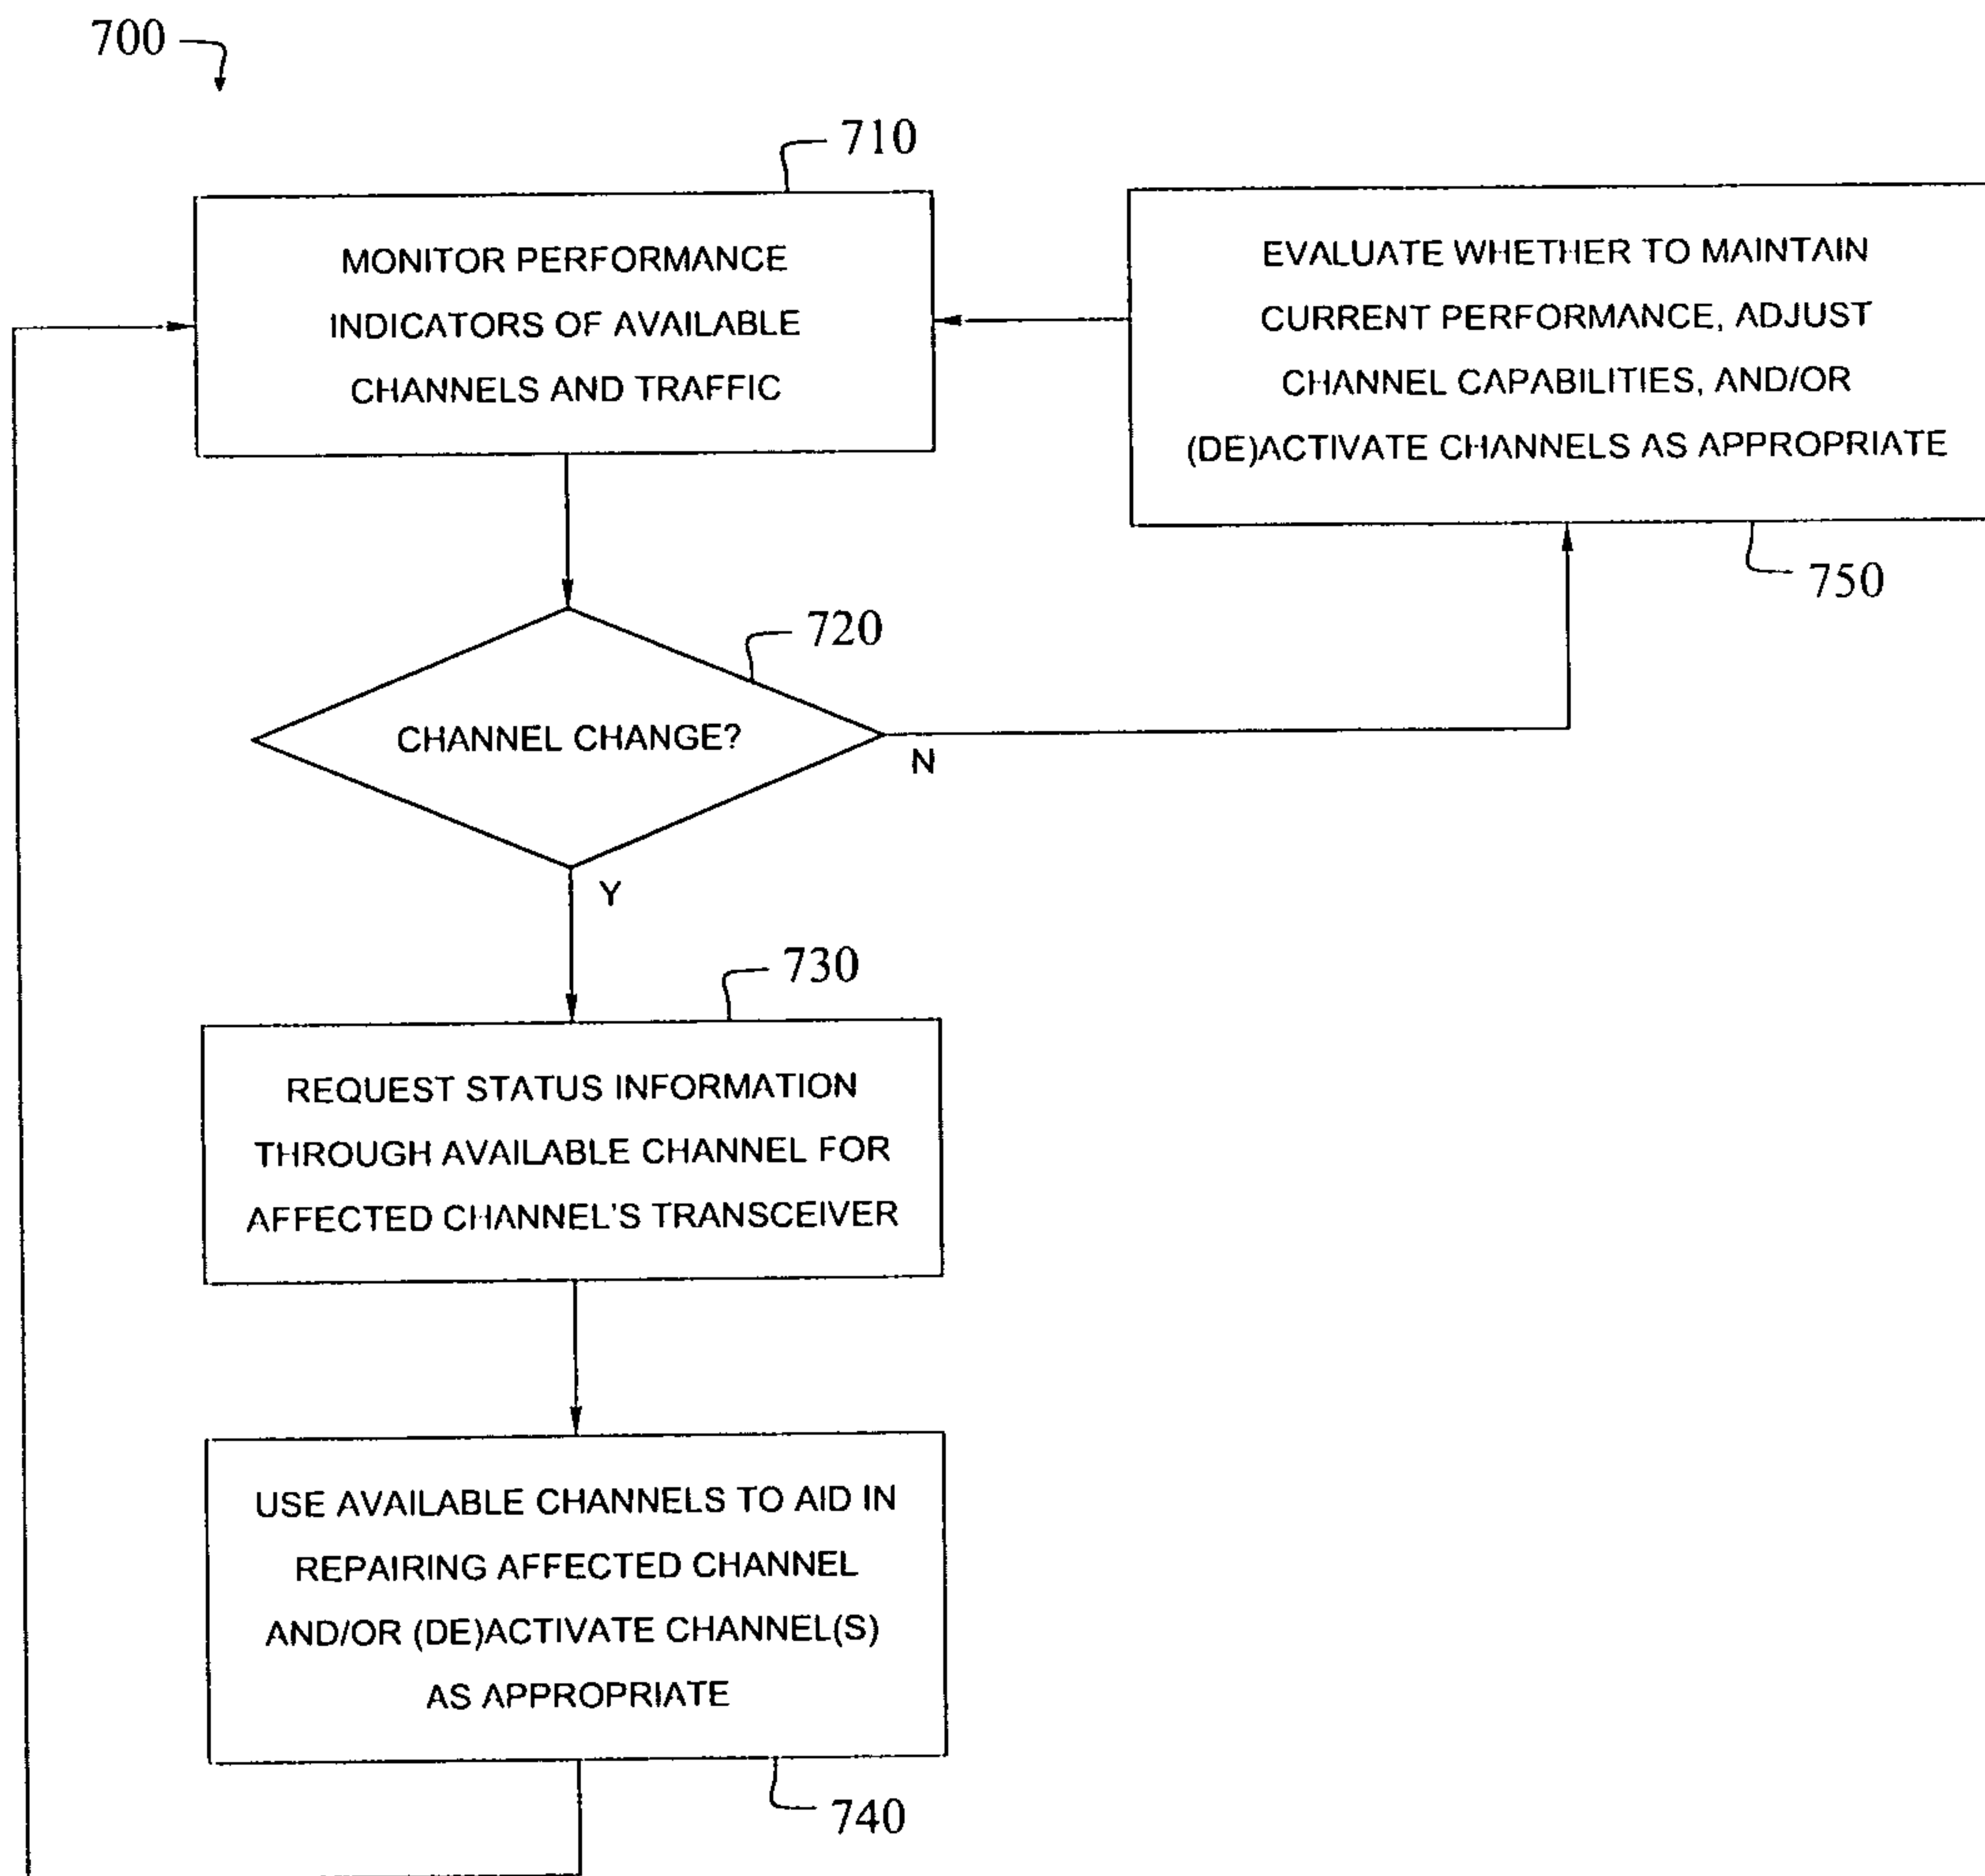 700
710
MONITOR PERFORMANCE
INDICATORS OF AVAILABLE
CHANNELS AND TRAFFIC
EVALUATE WHETHER TO MAINTAIN
CURRENT PERFORMANCE, ADJUST
CHANNEL CAPABILITIES, AND/OR
(DE)ACTIVATE CHANNELS AS APPROPRIATE
750
720
CHANNEL CHANGE?
N
Y
730
REQUEST STATUS INFORMATION
THROUGH AVAILABLE CHANNEL FOR
AFFECTED CHANNEL'S TRANSCEIVER
USE AVAILABLE CHANNELS TO AID IN
REPAIRING AFFECTED CHANNEL
AND/OR (DE)ACTIVATE CHANNEL(S)
AS APPROPRIATE
740